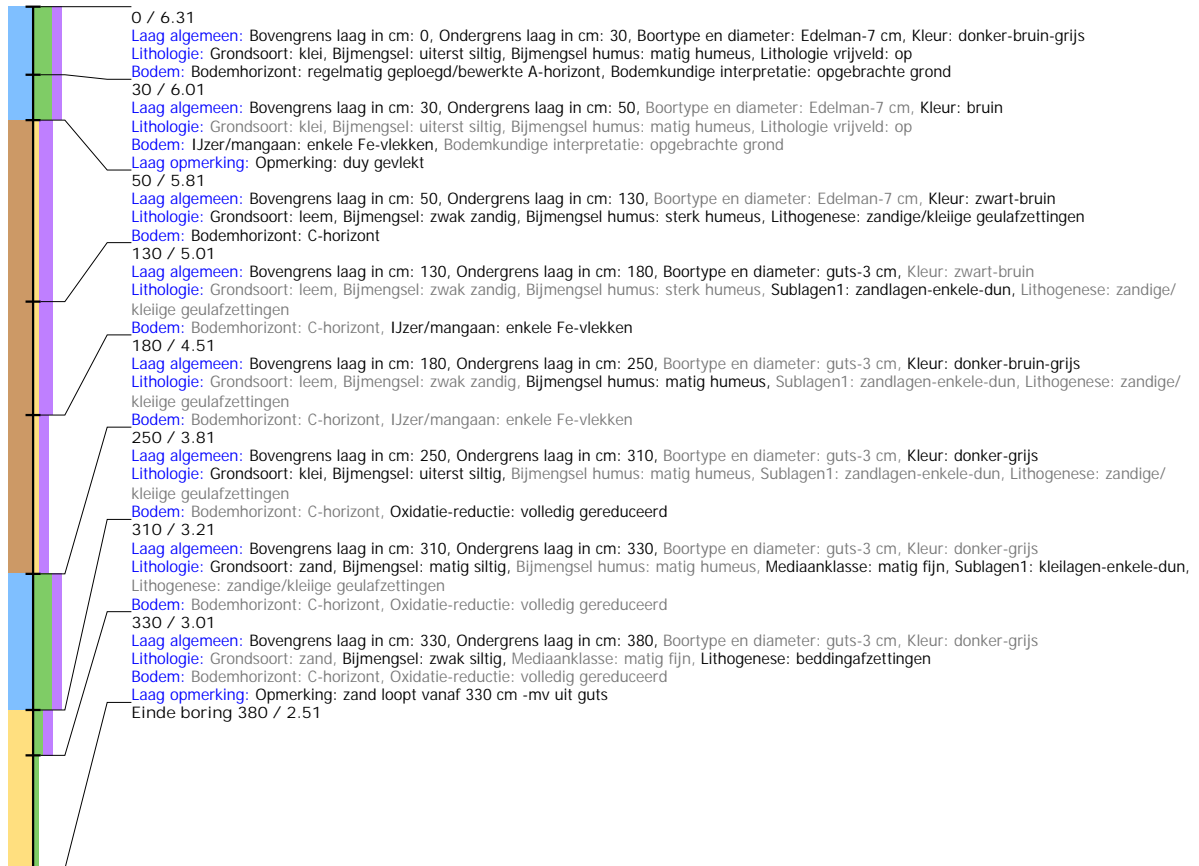 0 / 6.31
Laag algemeen: Bovengrens laag in cm: 0, Ondergrens laag in cm: 30, Boortype en diameter: Edelman-7 cm, Kleur: donker-bruin-grijs
Lithologie: Grondsoort: klei, Bijmengsel: uiterst siltig, Bijmengsel humus: matig humeus, Lithologie vrijveld: op
Bodem: Bodemhorizont: regelmatig geploegd/bewerkte A-horizont, Bodemkundige interpretatie: opgebrachte grond
30 / 6.01
Laag algemeen: Bovengrens laag in cm: 30, Ondergrens laag in cm: 50, Boortype en diameter: Edelman-7 cm, Kleur: bruin
Lithologie: Grondsoort: klei, Bijmengsel: uiterst siltig, Bijmengsel humus: matig humeus, Lithologie vrijveld: op
Bodem: IJzer/mangaan: enkele Fe-vlekken, Bodemkundige interpretatie: opgebrachte grond
Laag opmerking: Opmerking: duy gevlekt
50 / 5.81
Laag algemeen: Bovengrens laag in cm: 50, Ondergrens laag in cm: 130, Boortype en diameter: Edelman-7 cm, Kleur: zwart-bruin
Lithologie: Grondsoort: leem, Bijmengsel: zwak zandig, Bijmengsel humus: sterk humeus, Lithogenese: zandige/kleiige geulafzettingen
Bodem: Bodemhorizont: C-horizont
130 / 5.01
Laag algemeen: Bovengrens laag in cm: 130, Ondergrens laag in cm: 180, Boortype en diameter: guts-3 cm, Kleur: zwart-bruin
Lithologie: Grondsoort: leem, Bijmengsel: zwak zandig, Bijmengsel humus: sterk humeus, Sublagen1: zandlagen-enkele-dun, Lithogenese: zandige/
kleiige geulafzettingen
Bodem: Bodemhorizont: C-horizont, IJzer/mangaan: enkele Fe-vlekken
180 / 4.51
Laag algemeen: Bovengrens laag in cm: 180, Ondergrens laag in cm: 250, Boortype en diameter: guts-3 cm, Kleur: donker-bruin-grijs
Lithologie: Grondsoort: leem, Bijmengsel: zwak zandig, Bijmengsel humus: matig humeus, Sublagen1: zandlagen-enkele-dun, Lithogenese: zandige/
kleiige geulafzettingen
Bodem: Bodemhorizont: C-horizont, IJzer/mangaan: enkele Fe-vlekken
250 / 3.81
Laag algemeen: Bovengrens laag in cm: 250, Ondergrens laag in cm: 310, Boortype en diameter: guts-3 cm, Kleur: donker-grijs
Lithologie: Grondsoort: klei, Bijmengsel: uiterst siltig, Bijmengsel humus: matig humeus, Sublagen1: zandlagen-enkele-dun, Lithogenese: zandige/
kleiige geulafzettingen
Bodem: Bodemhorizont: C-horizont, Oxidatie-reductie: volledig gereduceerd
310 / 3.21
Laag algemeen: Bovengrens laag in cm: 310, Ondergrens laag in cm: 330, Boortype en diameter: guts-3 cm, Kleur: donker-grijs
Lithologie: Grondsoort: zand, Bijmengsel: matig siltig, Bijmengsel humus: matig humeus, Mediaanklasse: matig fijn, Sublagen1: kleilagen-enkele-dun,
Lithogenese: zandige/kleiige geulafzettingen
Bodem: Bodemhorizont: C-horizont, Oxidatie-reductie: volledig gereduceerd
330 / 3.01
Laag algemeen: Bovengrens laag in cm: 330, Ondergrens laag in cm: 380, Boortype en diameter: guts-3 cm, Kleur: donker-grijs
Lithologie: Grondsoort: zand, Bijmengsel: zwak siltig, Mediaanklasse: matig fijn, Lithogenese: beddingafzettingen
Bodem: Bodemhorizont: C-horizont, Oxidatie-reductie: volledig gereduceerd
Laag opmerking: Opmerking: zand loopt vanaf 330 cm -mv uit guts
Einde boring 380 / 2.51